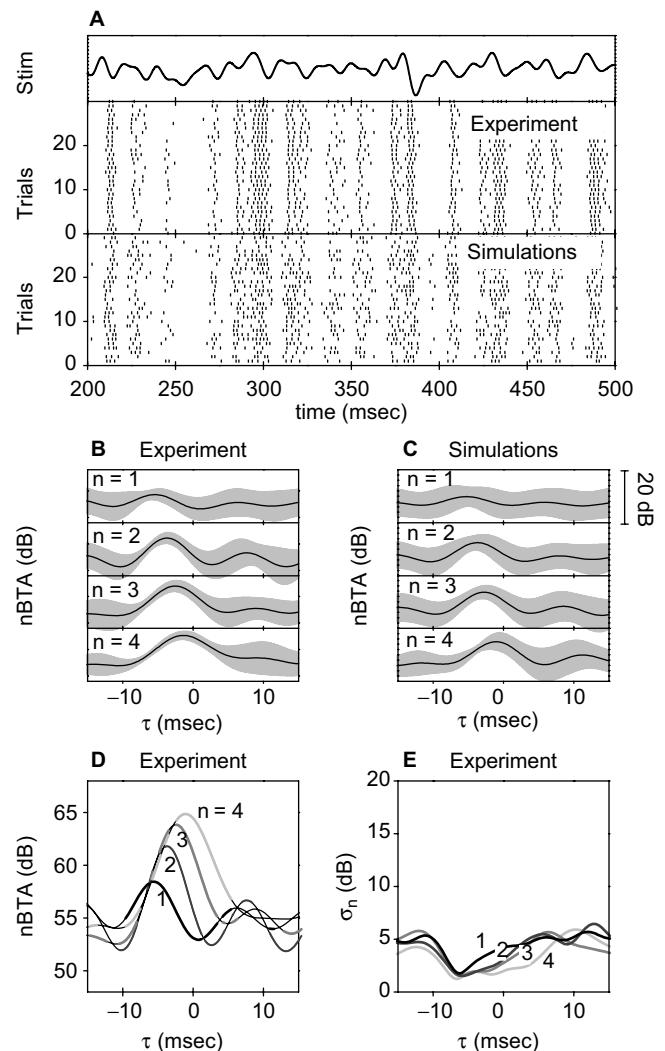 A
Stim
Experiment
Trials
20
10
0
Simulations
Trials
20
10
0
200 250 300 350 400 450 500
time (msec)
B Experiment
C Simulations
n = 1
n = 2
n = 3
n = 4
nBTA (dB)
−10 0 10
τ (msec)
n = 1
n = 2
n = 3
n = 4
nBTA (dB)
20 dB
−10 0 10
τ (msec)
D Experiment
65
60
55
50
nBTA (dB)
n = 4
3
2
1
−10 0 10
τ (msec)
E Experiment
20
15
10
5
0
σn (dB)
1
2
3
4
−10 0 10
τ (msec)